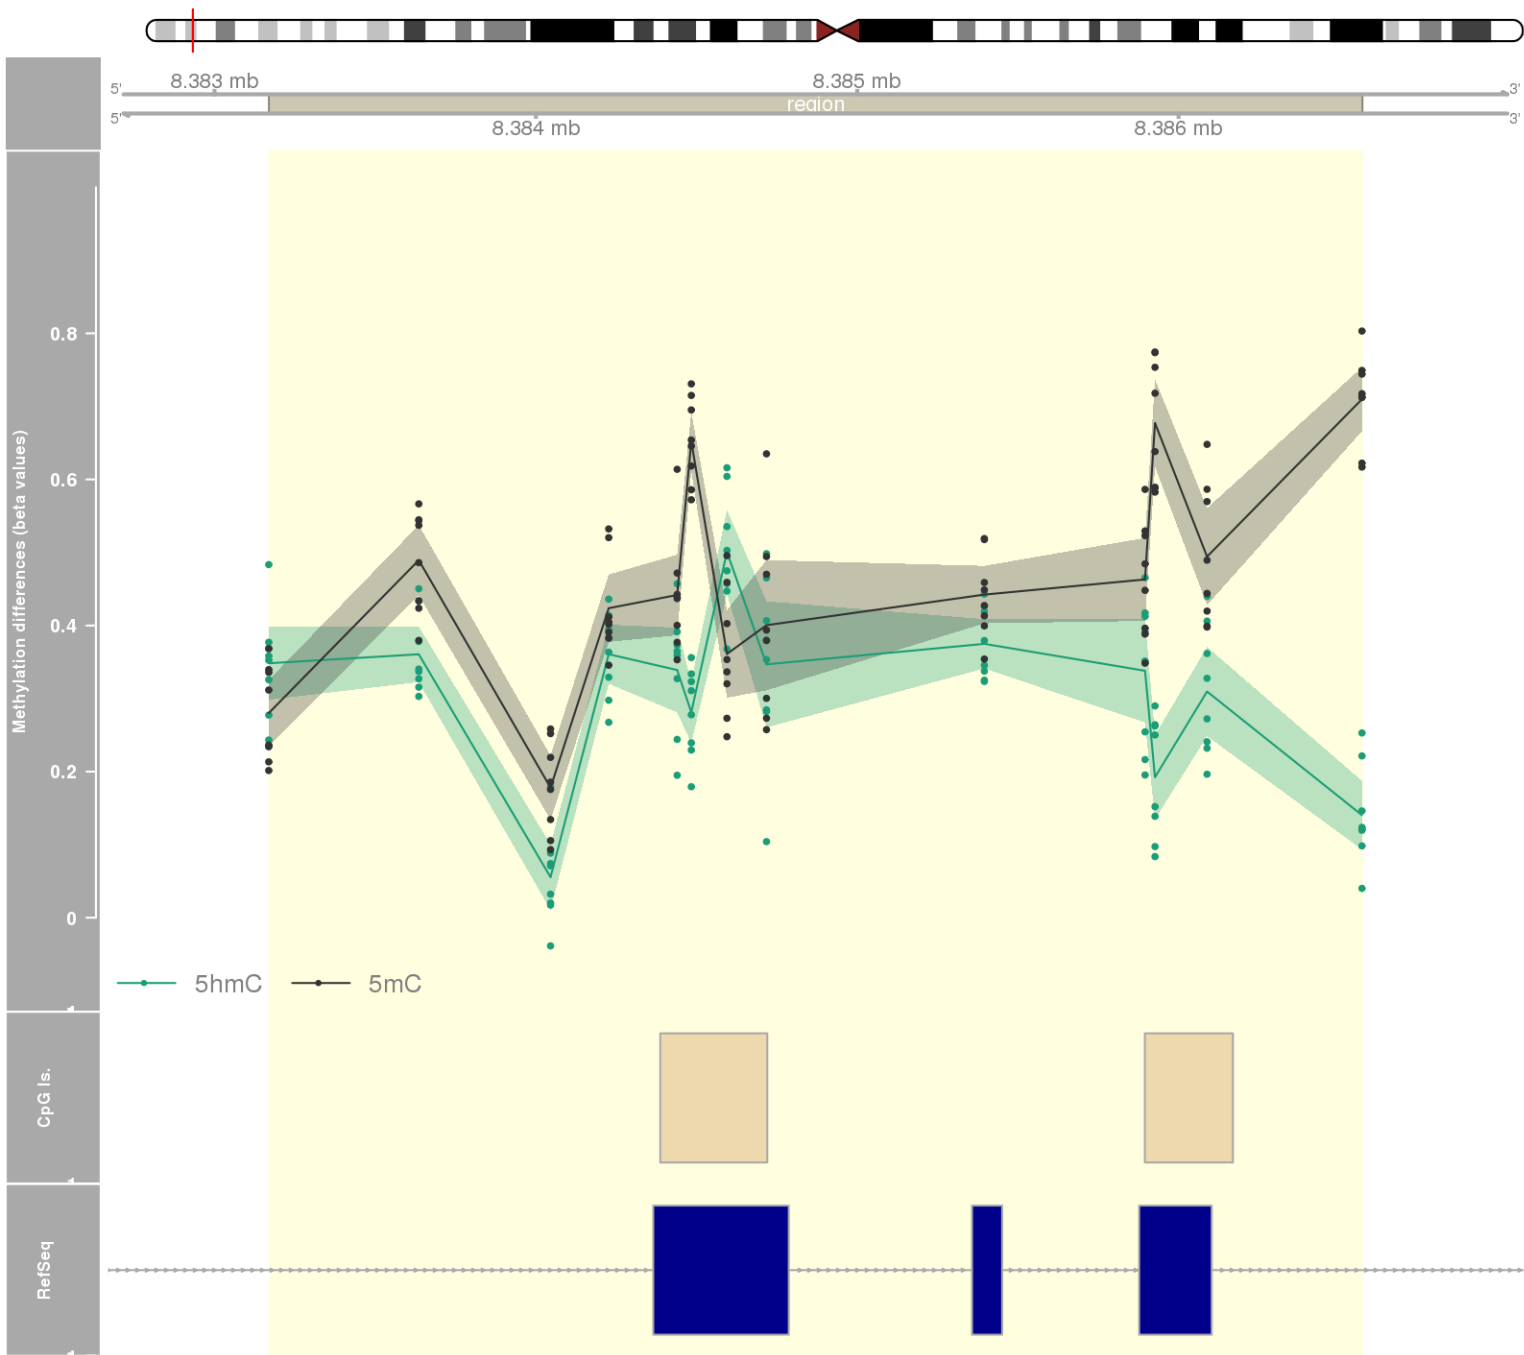 8.383 mb
8.385 mb
5'
3'
region
5'
3'
8.384 mb
8.386 mb
Methylation differences (beta values)
0.8
0.6
0.4
0.2
0
5hmC
5mC
CpG Is.
RefSeq